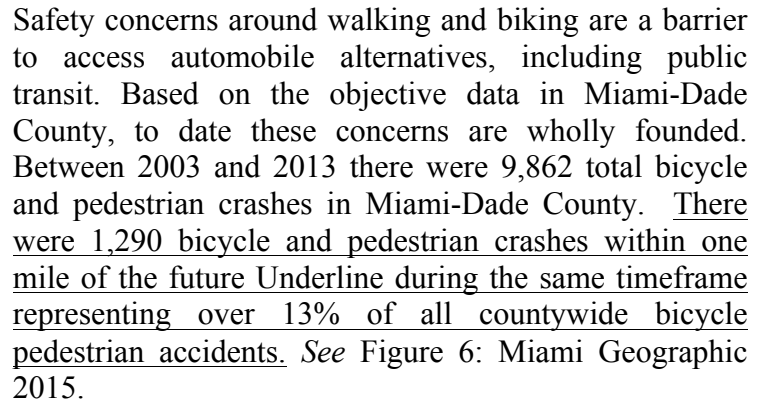 Safety concerns around walking and biking are a barrier
to access automobile alternatives, including public
transit. Based on the objective data in Miami-Dade
County, to date these concerns are wholly founded.
Between 2003 and 2013 there were 9,862 total bicycle
and pedestrian crashes in Miami-Dade County. There
were 1,290 bicycle and pedestrian crashes within one
mile of the future Underline during the same timeframe
representing over 13% of all countywide bicycle
pedestrian accidents. See Figure 6: Miami Geographic
2015.